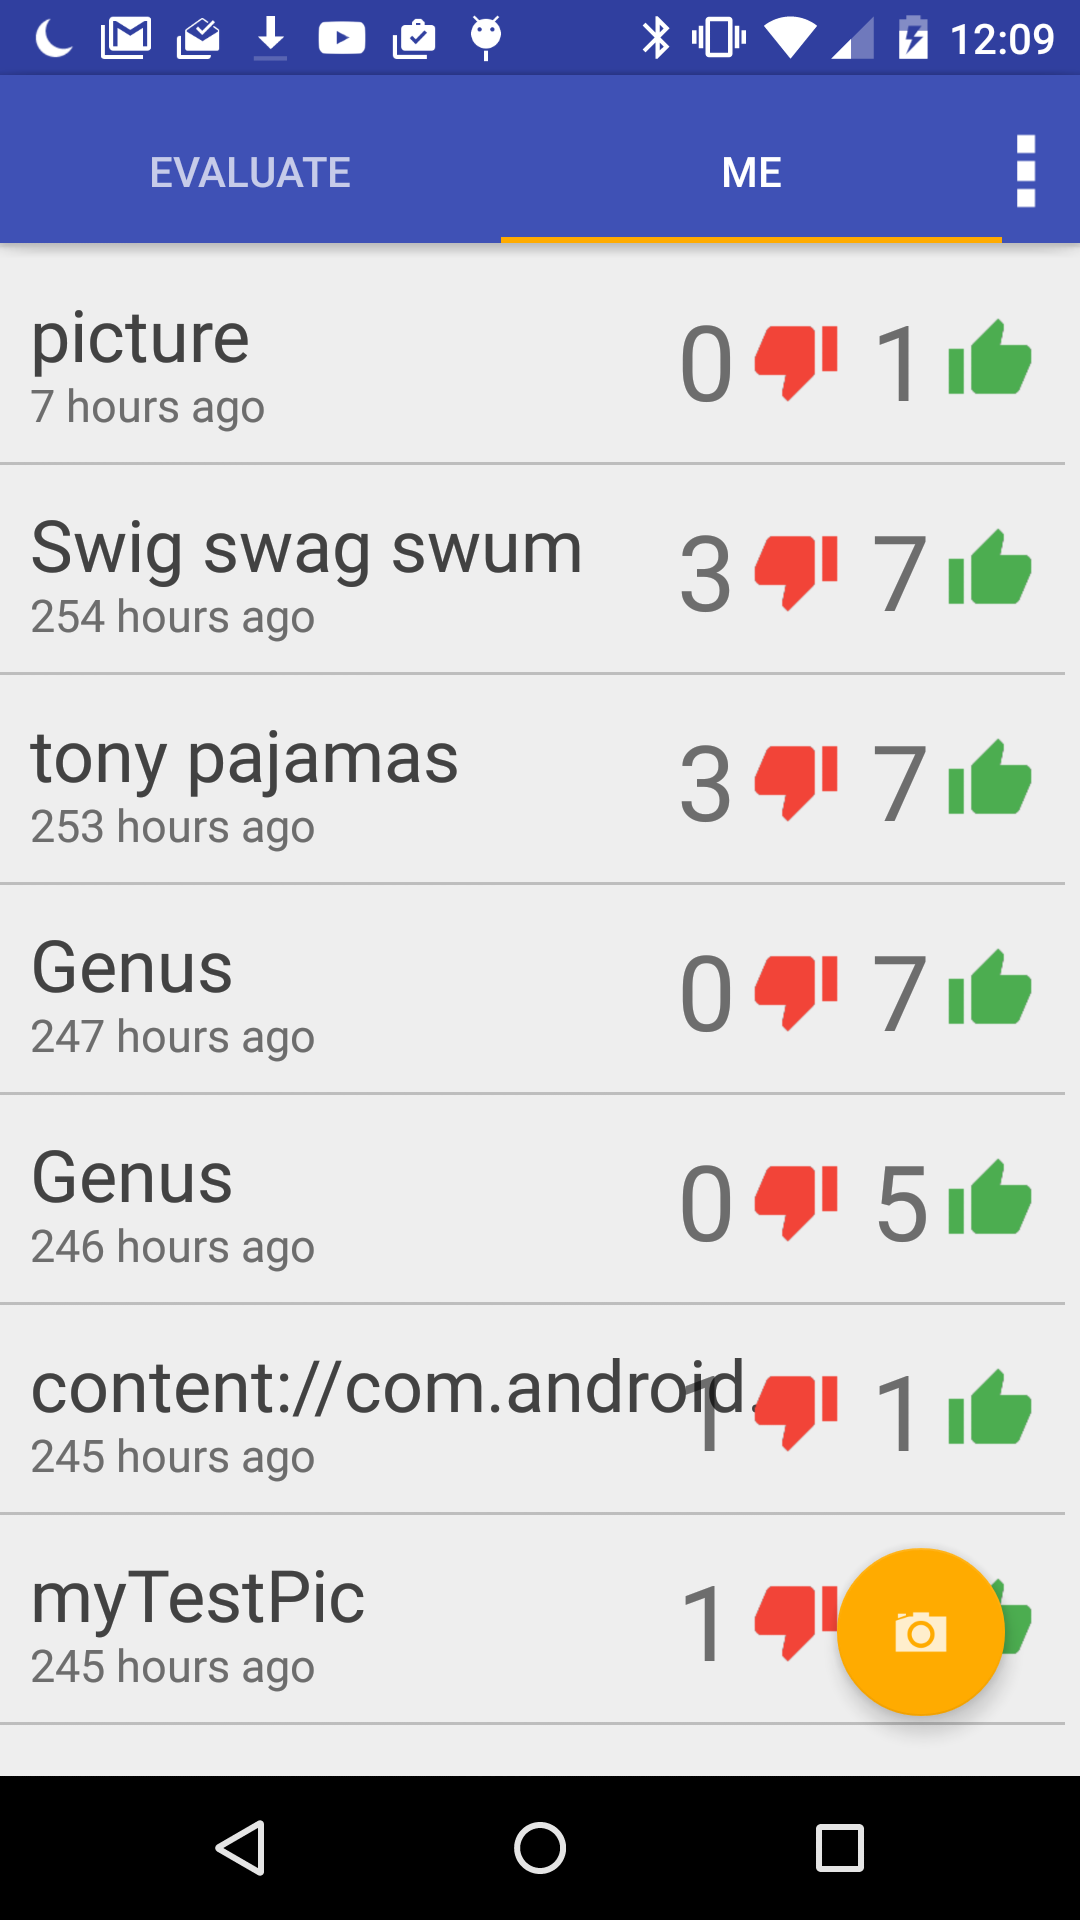 12:09
EVALUATE ME
picture 0 1
7 hours ago
Swig swag swum 3 7
254 hours ago
tony pajamas 3 7
253 hours ago
Genus 0 7
247 hours ago
Genus 0 5
246 hours ago
content://com.android. 1 1
245 hours ago
myTestPic 1
245 hours ago